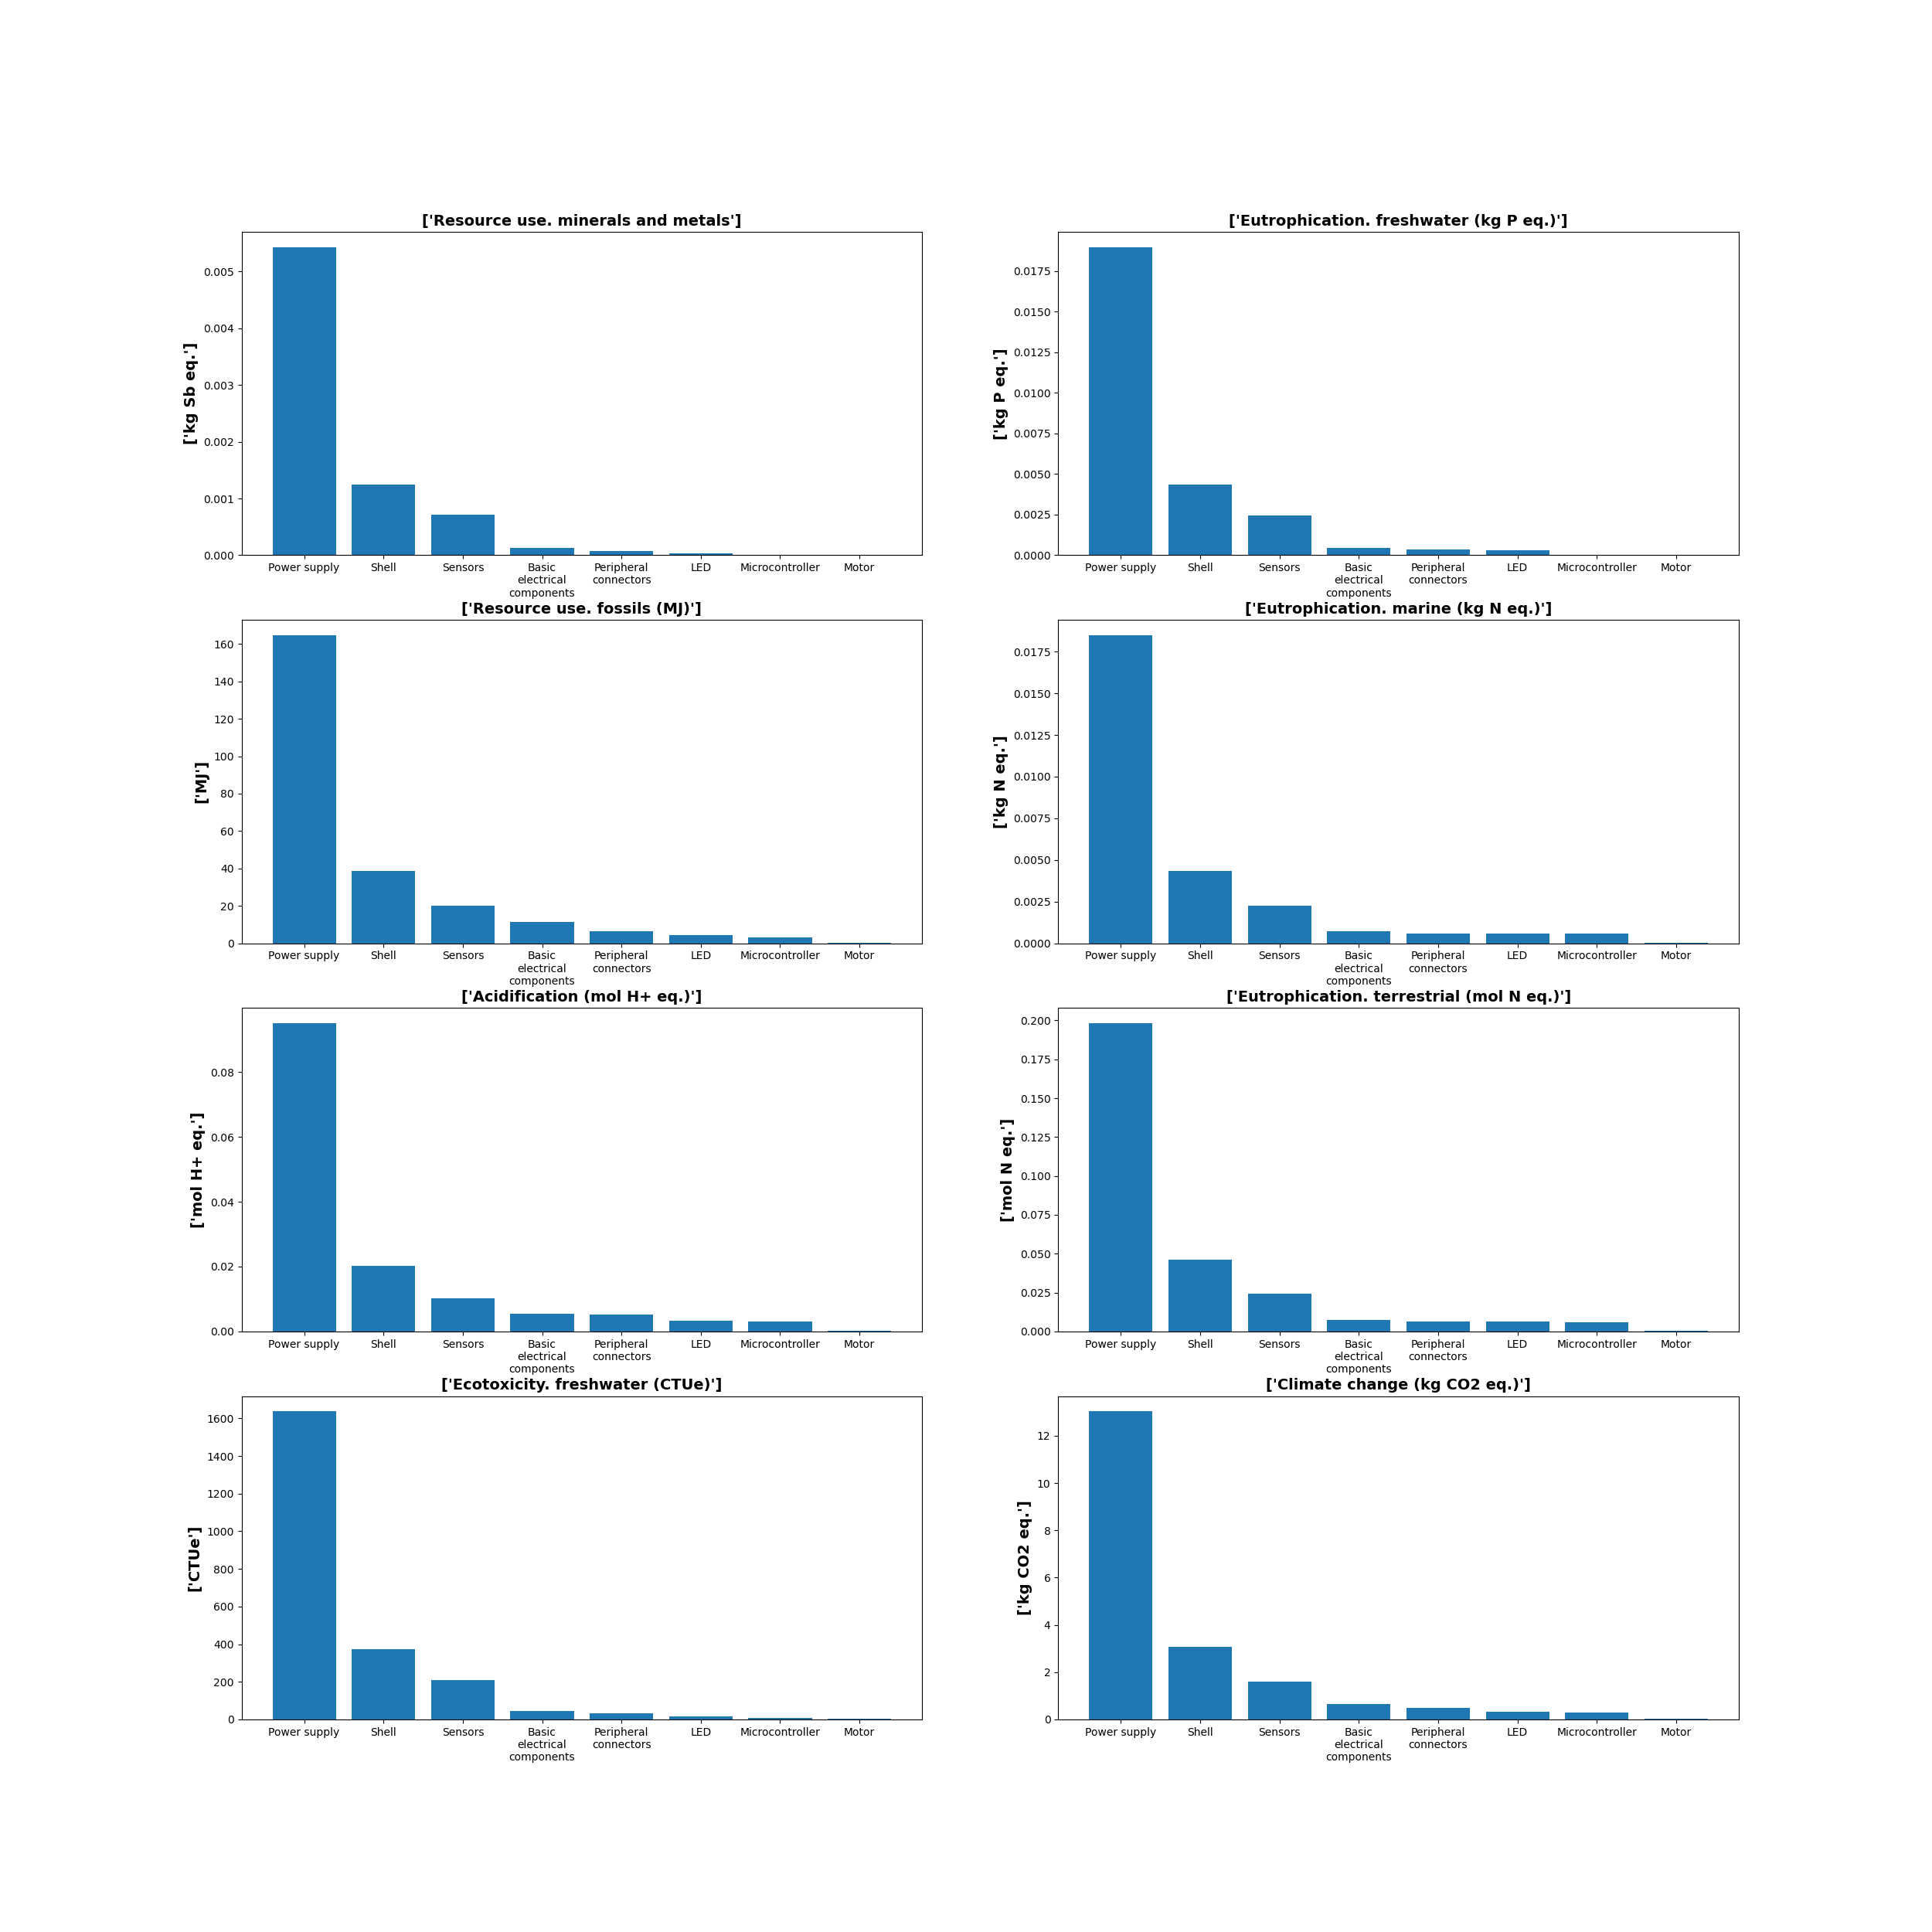 ['Resource use. minerals and metals']
['kg Sb eq.']
0.005
0.004
0.003
0.002
0.001
0.000
Power supply Shell Sensors Basic electrical components Peripheral connectors LED Microcontroller Motor
['Eutrophication. freshwater (kg P eq.)']
['kg P eq.']
0.0175
0.0150
0.0125
0.0100
0.0075
0.0050
0.0025
0.0000
Power supply Shell Sensors Basic electrical components Peripheral connectors LED Microcontroller Motor
['Resource use. fossils (MJ)']
['MJ']
160
140
120
100
80
60
40
20
0
Power supply Shell Sensors Basic electrical components Peripheral connectors LED Microcontroller Motor
['Eutrophication. marine (kg N eq.)']
['kg N eq.']
0.0175
0.0150
0.0125
0.0100
0.0075
0.0050
0.0025
0.0000
Power supply Shell Sensors Basic electrical components Peripheral connectors LED Microcontroller Motor
['Acidification (mol H+ eq.)']
['mol H+ eq.']
0.08
0.06
0.04
0.02
0.00
Power supply Shell Sensors Basic electrical components Peripheral connectors LED Microcontroller Motor
['Eutrophication. terrestrial (mol N eq.)']
['mol N eq.']
0.200
0.175
0.150
0.125
0.100
0.075
0.050
0.025
0.000
Power supply Shell Sensors Basic electrical components Peripheral connectors LED Microcontroller Motor
['Ecotoxicity. freshwater (CTUe)']
['CTUe']
1600
1400
1200
1000
800
600
400
200
0
Power supply Shell Sensors Basic electrical components Peripheral connectors LED Microcontroller Motor
['Climate change (kg CO2 eq.)']
['kg CO2 eq.']
12
10
8
6
4
2
0
Power supply Shell Sensors Basic electrical components Peripheral connectors LED Microcontroller Motor